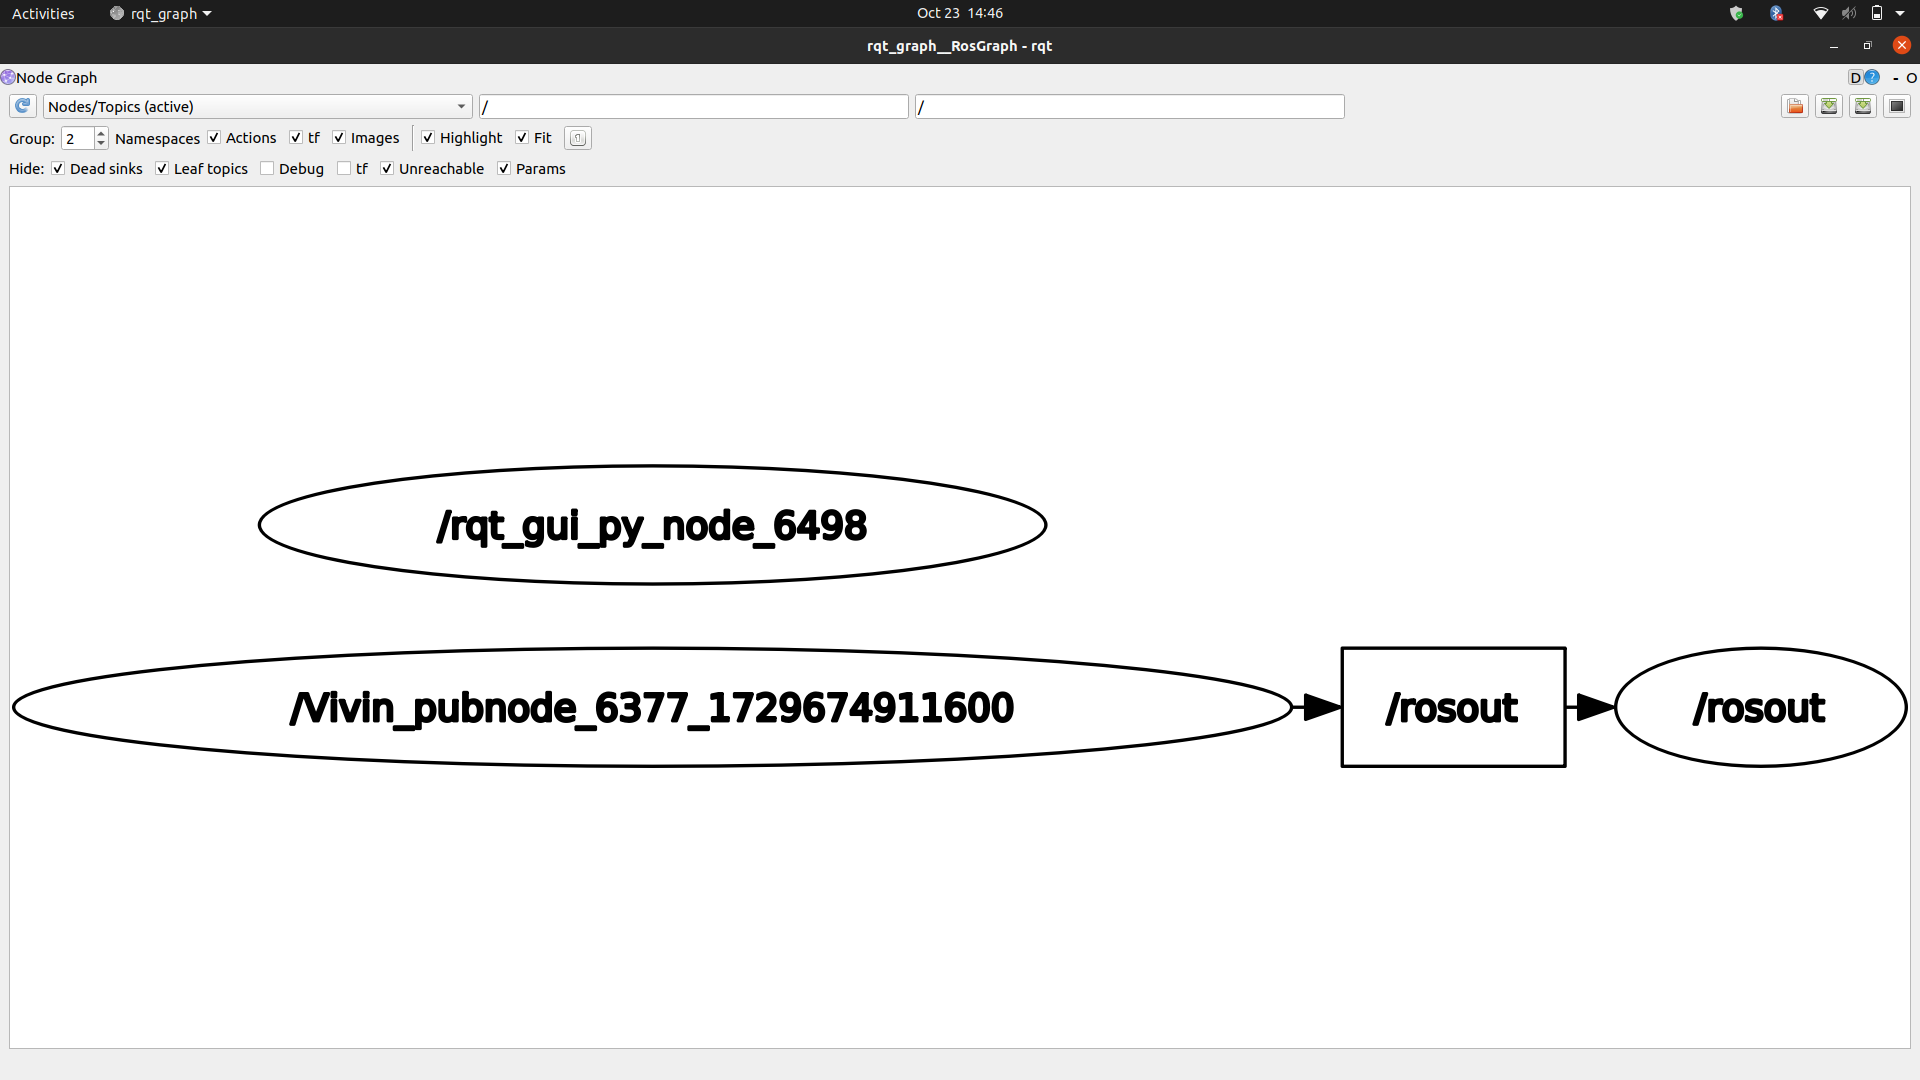 Activities rqt_graph Oct 23 14:46
rqt_graph__RosGraph - rqt
Node Graph D ? - O
Nodes/Topics (active) / /
Group: 2 Namespaces Actions tf Images Highlight Fit
Hide: Dead sinks Leaf topics Debug tf Unreachable Params
/rqt_gui_py_node_6498
/Vivin_pubnode_6377_1729674911600 /rosout /rosout